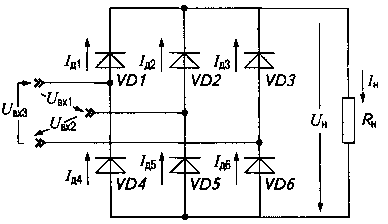 Iд1 Iд2 Iд3 Iн
VD1 VD2 VD3
Uвх3 Uвх1 Uвх2 Uн Rн
Iд4 Iд5 Iд6
VD4 VD5 VD6